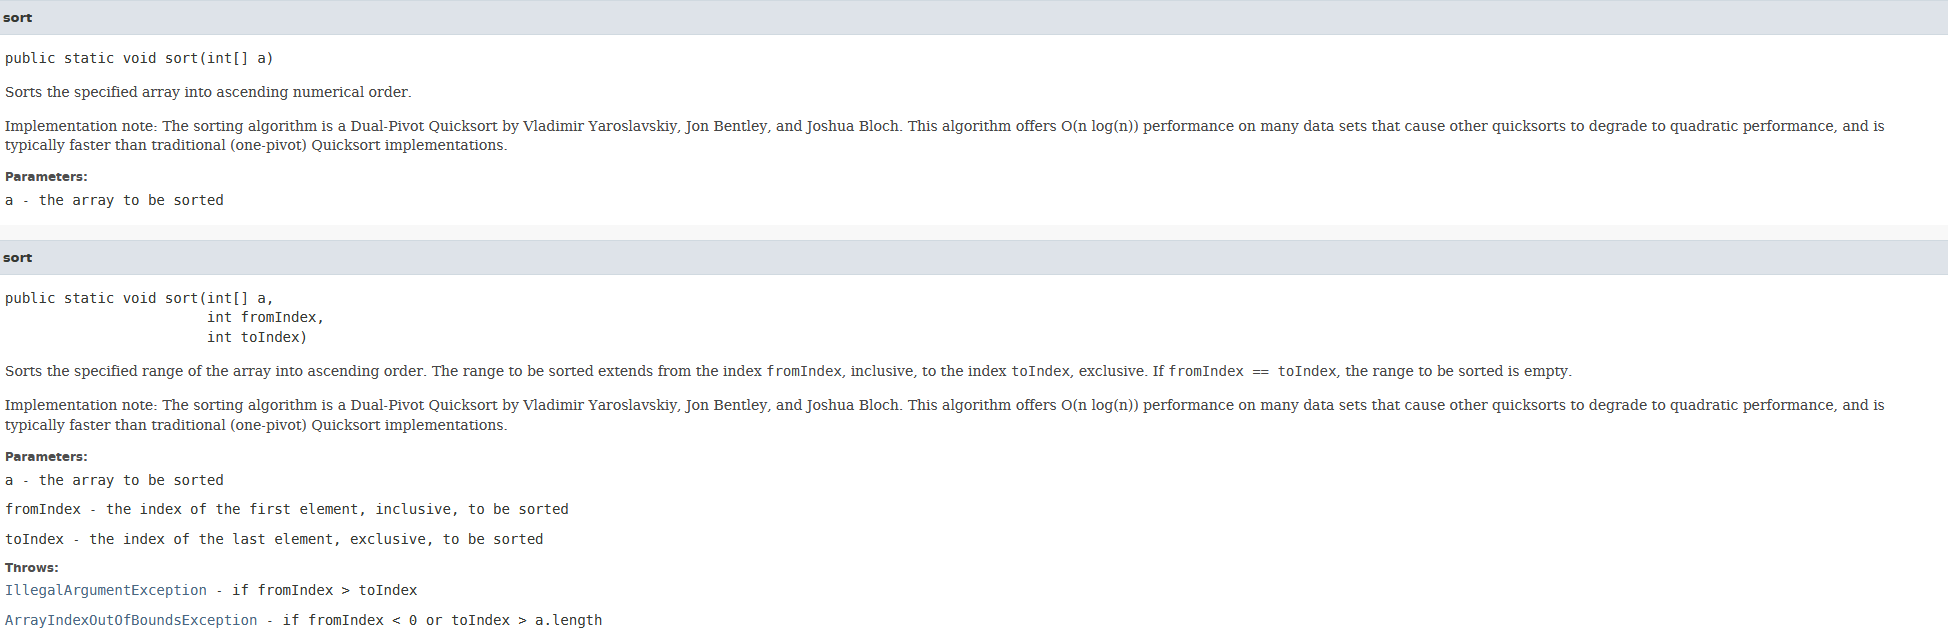 sort
public static void sort(int[] a)
Sorts the specified array into ascending numerical order.
Implementation note: The sorting algorithm is a Dual-Pivot Quicksort by Vladimir Yaroslavskiy, Jon Bentley, and Joshua Bloch. This algorithm offers O(n log(n)) performance on many data sets that cause other quicksorts to degrade to quadratic performance, and is
typically faster than traditional (one-pivot) Quicksort implementations.
Parameters:
a - the array to be sorted
sort
public static void sort(int[] a,
int fromIndex,
int toIndex)
Sorts the specified range of the array into ascending order. The range to be sorted extends from the index fromIndex, inclusive, to the index toIndex, exclusive. If fromIndex == toIndex, the range to be sorted is empty.
Implementation note: The sorting algorithm is a Dual-Pivot Quicksort by Vladimir Yaroslavskiy, Jon Bentley, and Joshua Bloch. This algorithm offers O(n log(n)) performance on many data sets that cause other quicksorts to degrade to quadratic performance, and is
typically faster than traditional (one-pivot) Quicksort implementations.
Parameters:
a - the array to be sorted
fromIndex - the index of the first element, inclusive, to be sorted
toIndex - the index of the last element, exclusive, to be sorted
Throws:
IllegalArgumentException - if fromIndex > toIndex
ArrayIndexOutOfBoundsException - if fromIndex < 0 or toIndex > a.length